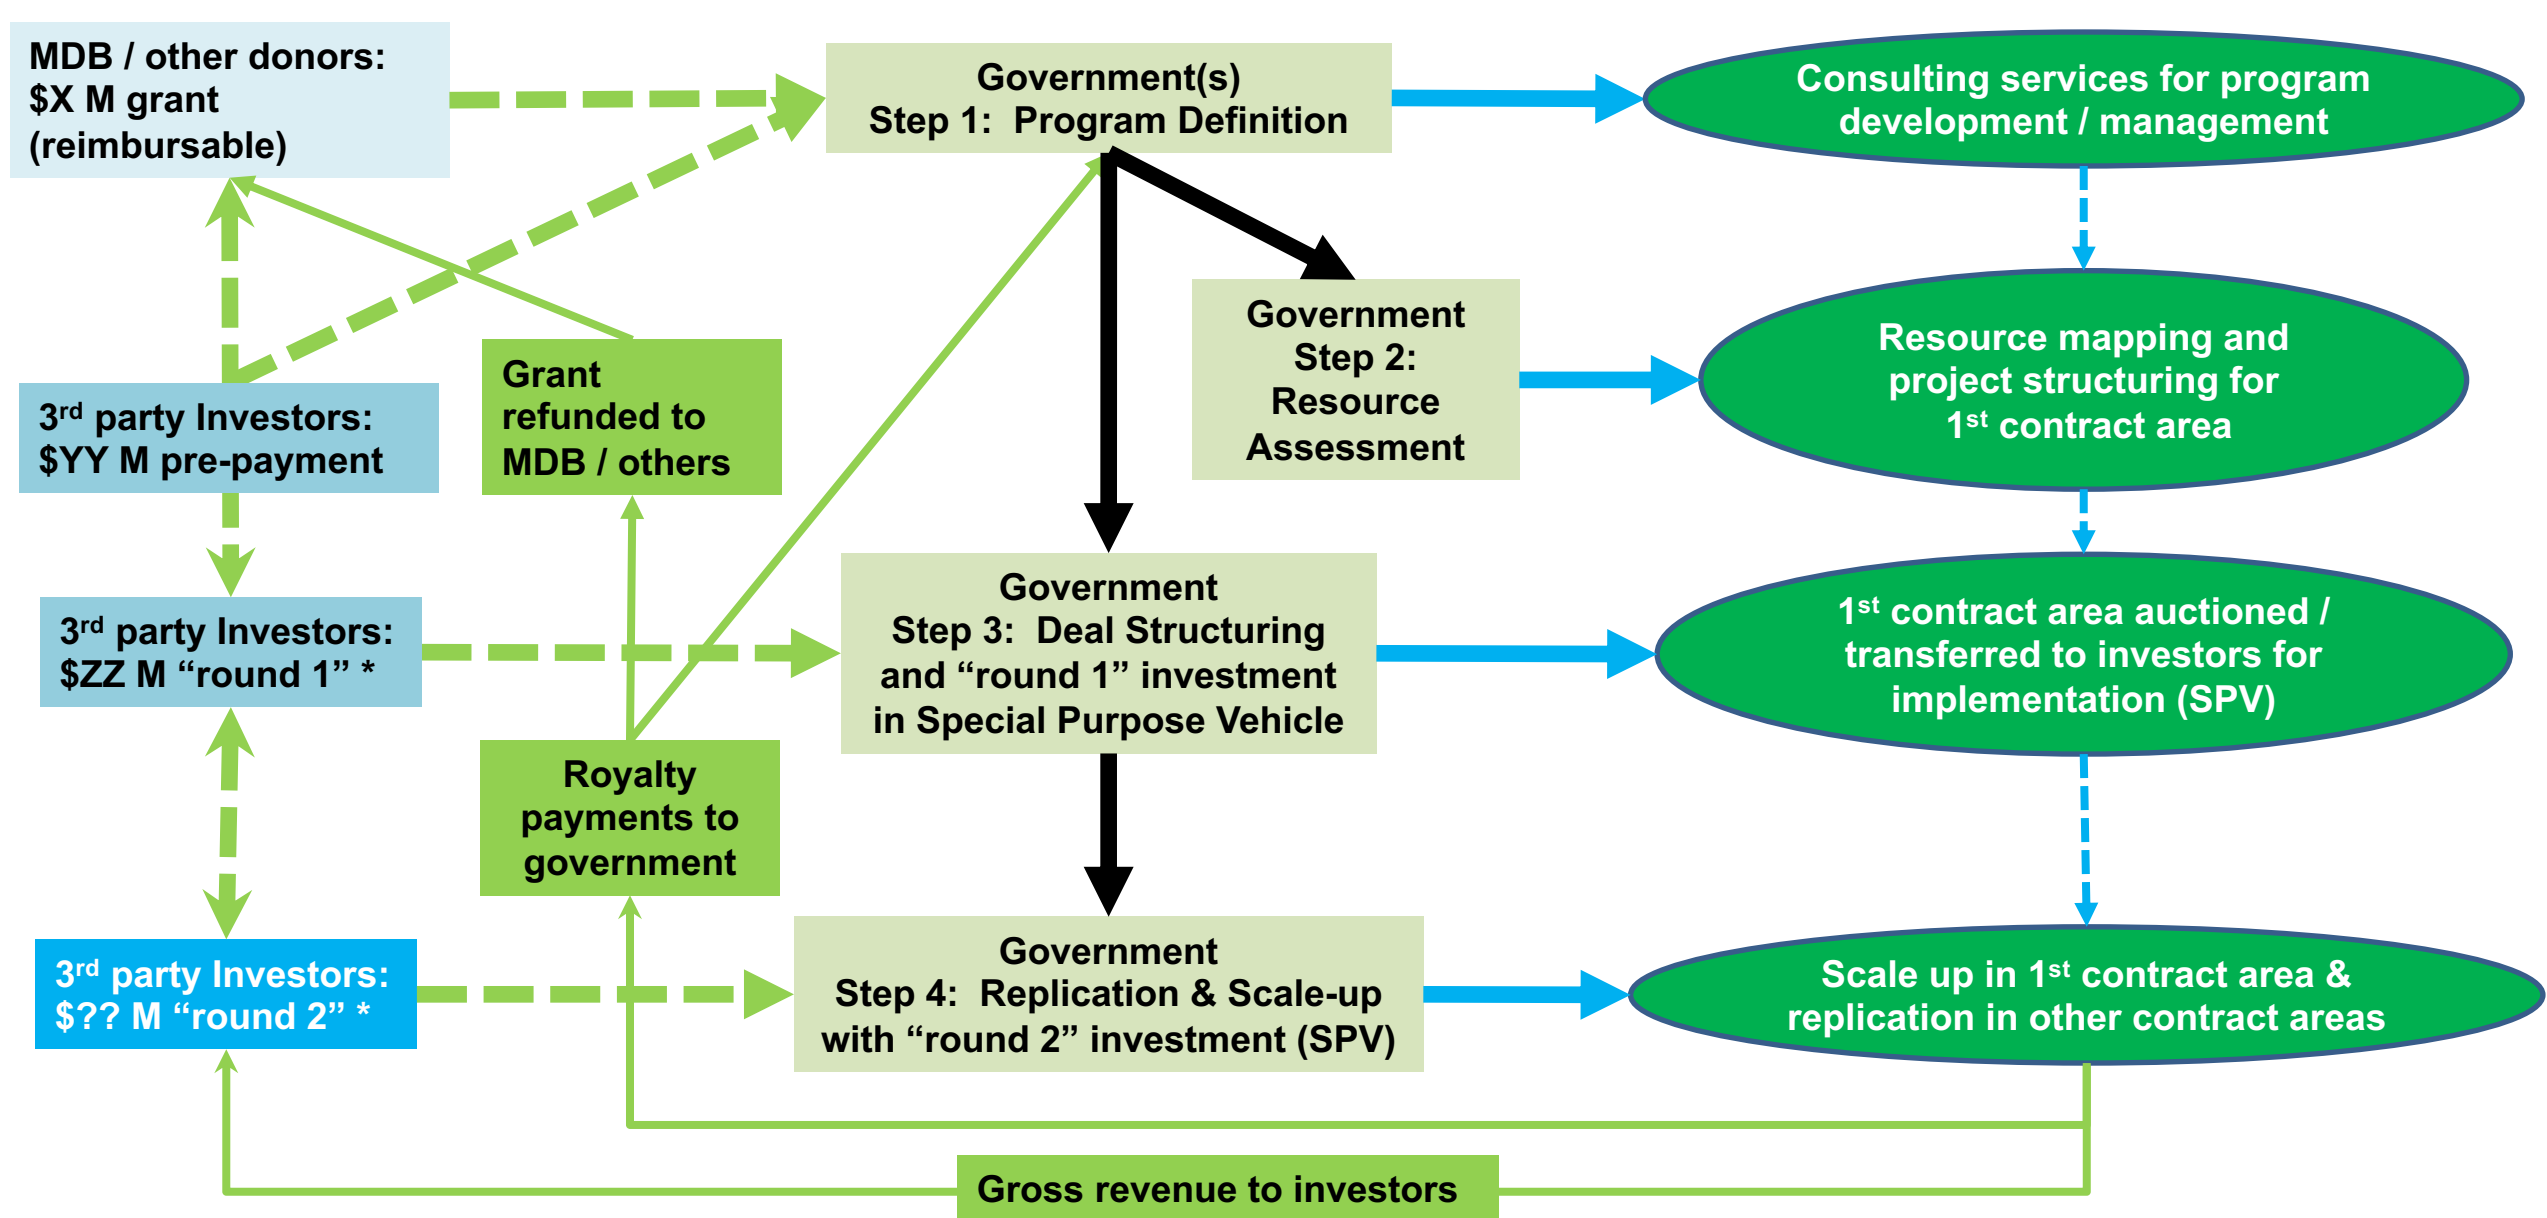 MDB / other donors:
$X M grant
(reimbursable)
Government(s)
Step 1:  Program Definition
Consulting services for program
development / management
Government
Step 2:
Resource
Assessment
Resource mapping and
project structuring for
1st contract area
3rd party Investors:
$YY M pre-payment
Grant
refunded to
MDB / others
3rd party Investors:
$ZZ M “round 1” *
Government
Step 3:  Deal Structuring
and “round 1” investment
in Special Purpose Vehicle
1st contract area auctioned /
transferred to investors for
implementation (SPV)
Royalty
payments to
government
3rd party Investors:
$?? M “round 2” *
Government
Step 4:  Replication & Scale-up
with “round 2” investment (SPV)
Scale up in 1st contract area &
replication in other contract areas
Gross revenue to investors